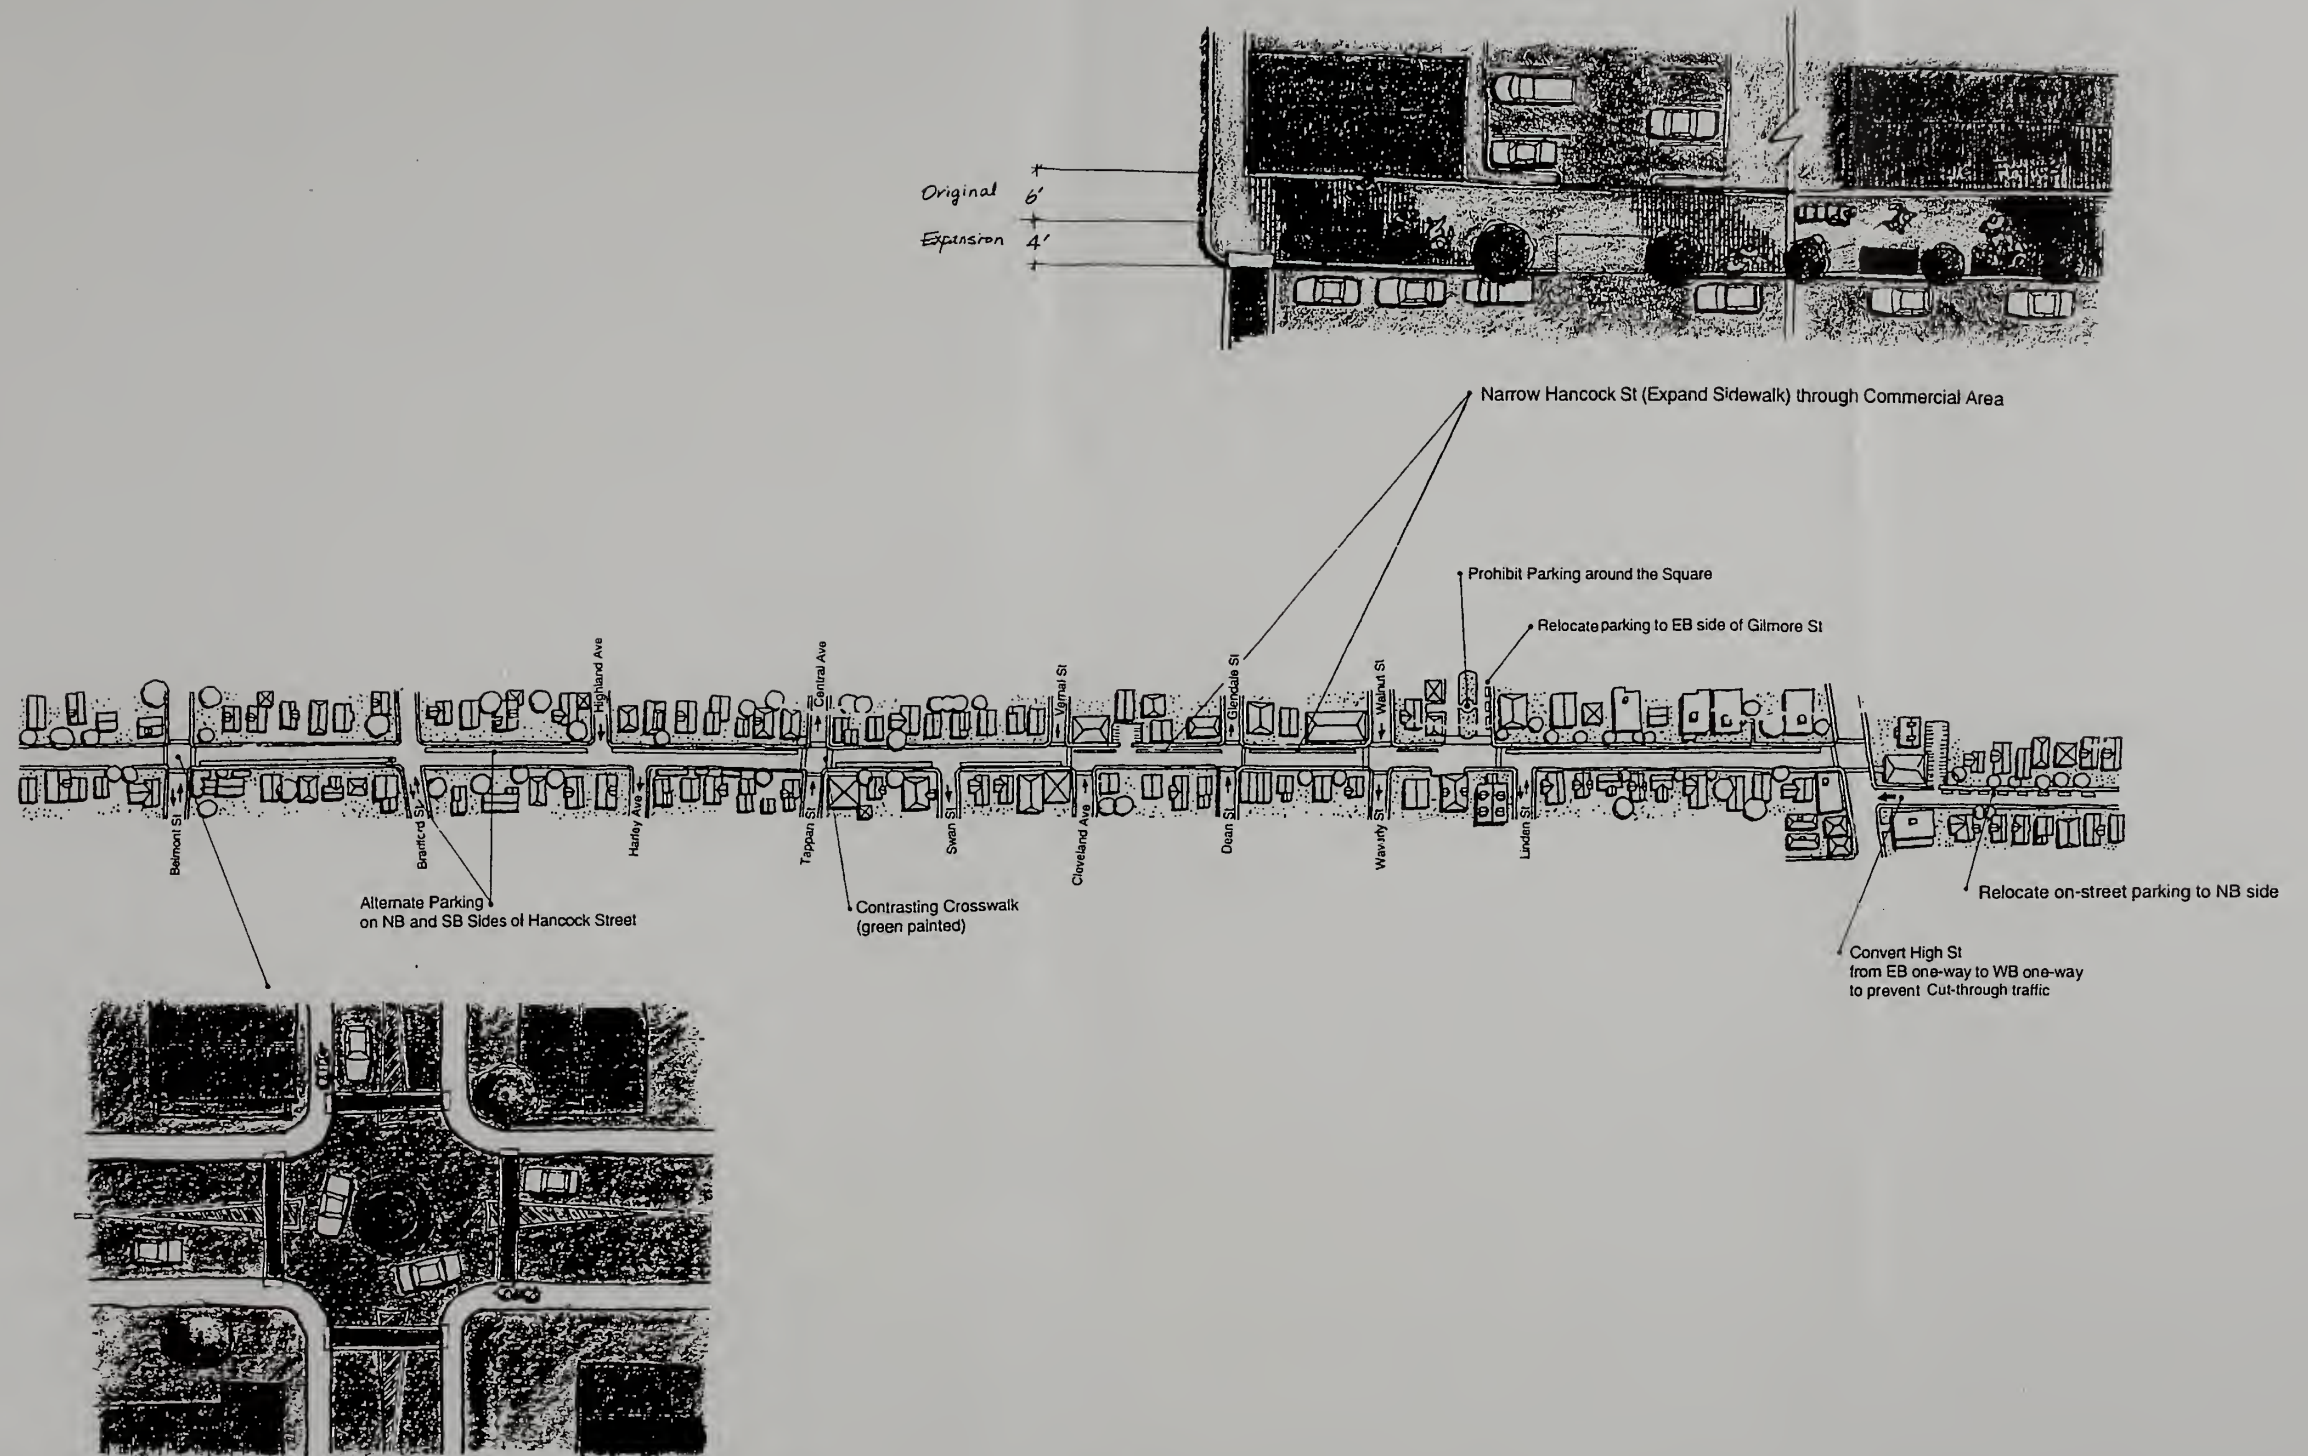 Original 6'
Expansion 4'
Narrow Hancock St (Expand Sidewalk) through Commercial Area
Prohibit Parking around the Square
Relocate parking to EB side of Gilmore St
Highland Ave
Central Ave
Vernal St
Glendale St
Walnut St
Belmont St
Bradford St
Harley Ave
Tappan St
Swan St
Cleveland Ave
Dean St
Waverly St
Linden St
Alternate Parking
on NB and SB Sides of Hancock Street
Contrasting Crosswalk
(green painted)
Relocate on-street parking to NB side
Convert High St
from EB one-way to WB one-way
to prevent Cut-through traffic